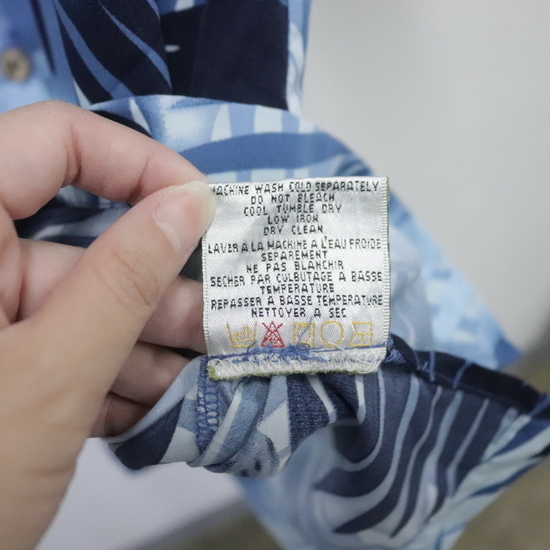 MACHINE WASH COLD SEPARATELY
DO NOT BLEACH
COOL TUMBLE DRY
LOW IRON
DRY CLEAN
LAVER A LA MACHINE A L'EAU FROIDE
SEPAREMENT
NE PAS BLANCHIR
SECHER PAR CULBUTAGE A BASSE
TEMPERATURE
REPASSER A BASSE TEMPERATURE
NETTOYER A SEC